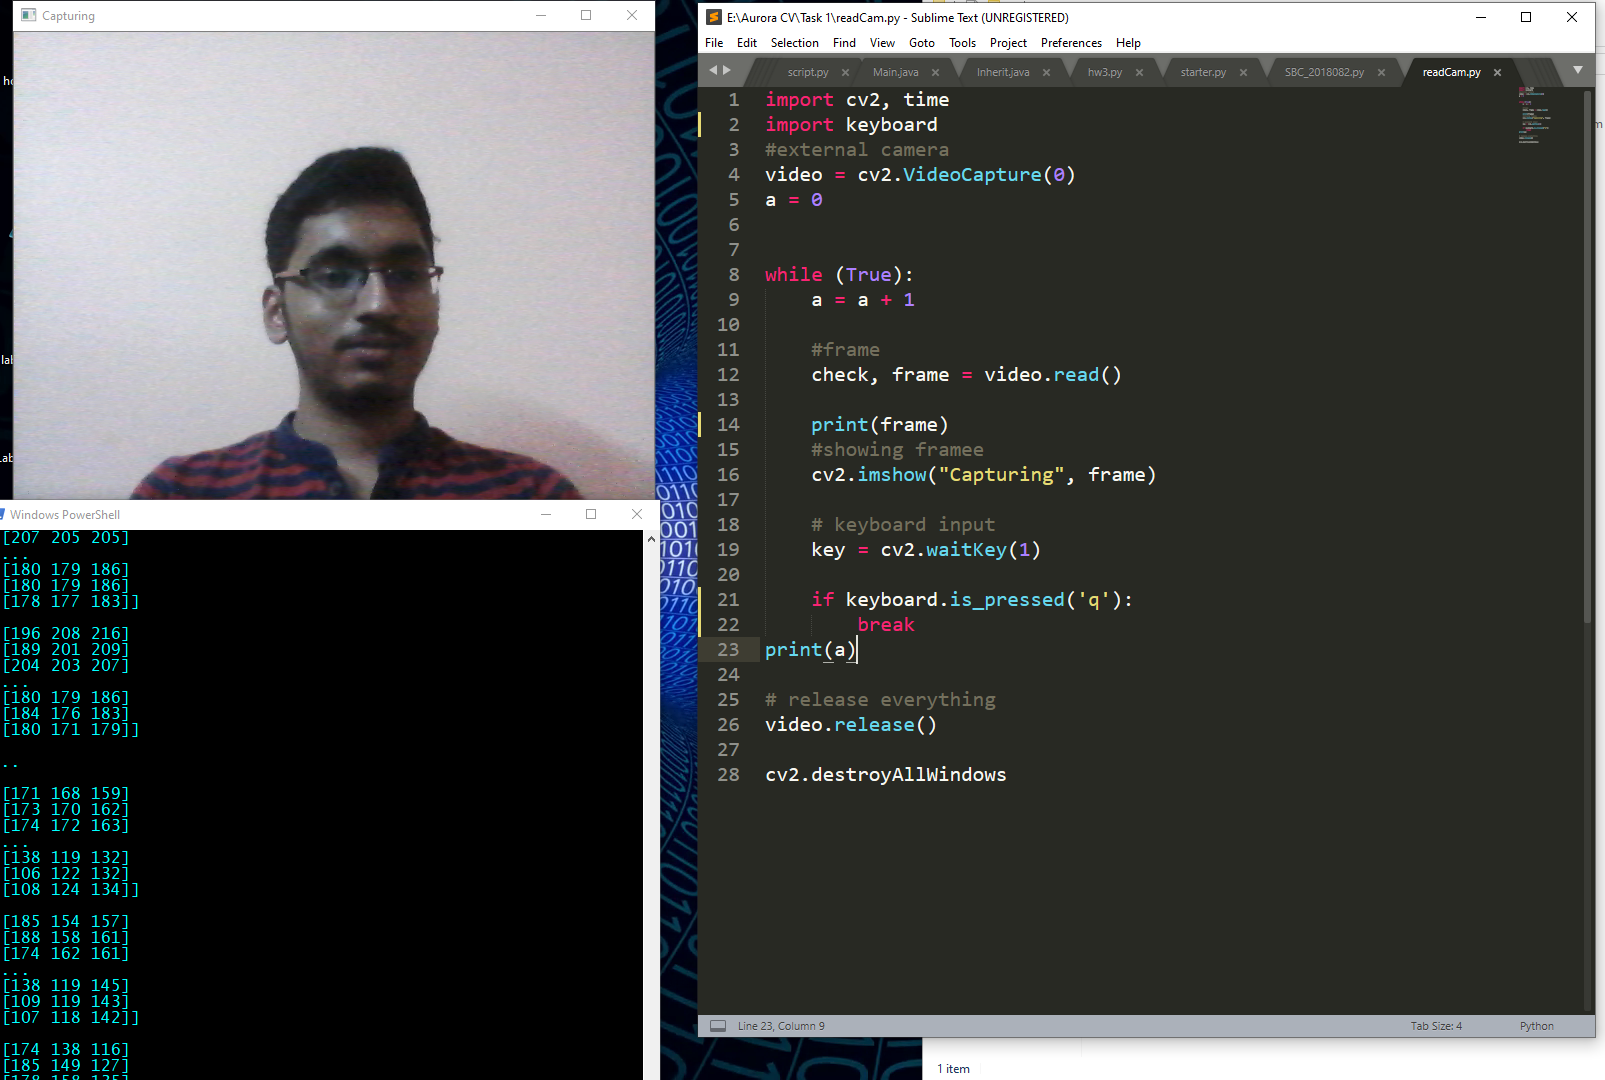 Capturing
Windows PowerShell
[207 205 205]
...
[180 179 186]
[180 179 186]
[178 177 183]]
[196 208 216]
[189 201 209]
[204 203 207]
...
[180 179 186]
[184 176 183]
[180 171 179]]
..
[171 168 159]
[173 170 162]
[174 172 163]
...
[138 119 132]
[106 122 132]
[108 124 134]]
[185 154 157]
[188 158 161]
[174 162 161]
...
[138 119 145]
[109 119 143]
[107 118 142]]
[174 138 116]
[185 149 127]
E:\Aurora CV\Task 1\readCam.py - Sublime Text (UNREGISTERED)
File Edit Selection Find View Goto Tools Project Preferences Help
script.py Main.java Inherit.java hw3.py starter.py SBC_2018082.py readCam.py
1 import cv2, time
2 import keyboard
3 #external camera
4 video = cv2.VideoCapture(0)
5 a = 0
6
7
8 while (True):
9 a = a + 1
10
11 #frame
12 check, frame = video.read()
13
14 print(frame)
15 #showing framee
16 cv2.imshow("Capturing", frame)
17
18 # keyboard input
19 key = cv2.waitKey(1)
20
21 if keyboard.is_pressed('q'):
22 break
23 print(a)
24
25 # release everything
26 video.release()
27
28 cv2.destroyAllWindows
Line 23, Column 9 Tab Size: 4 Python
1 item